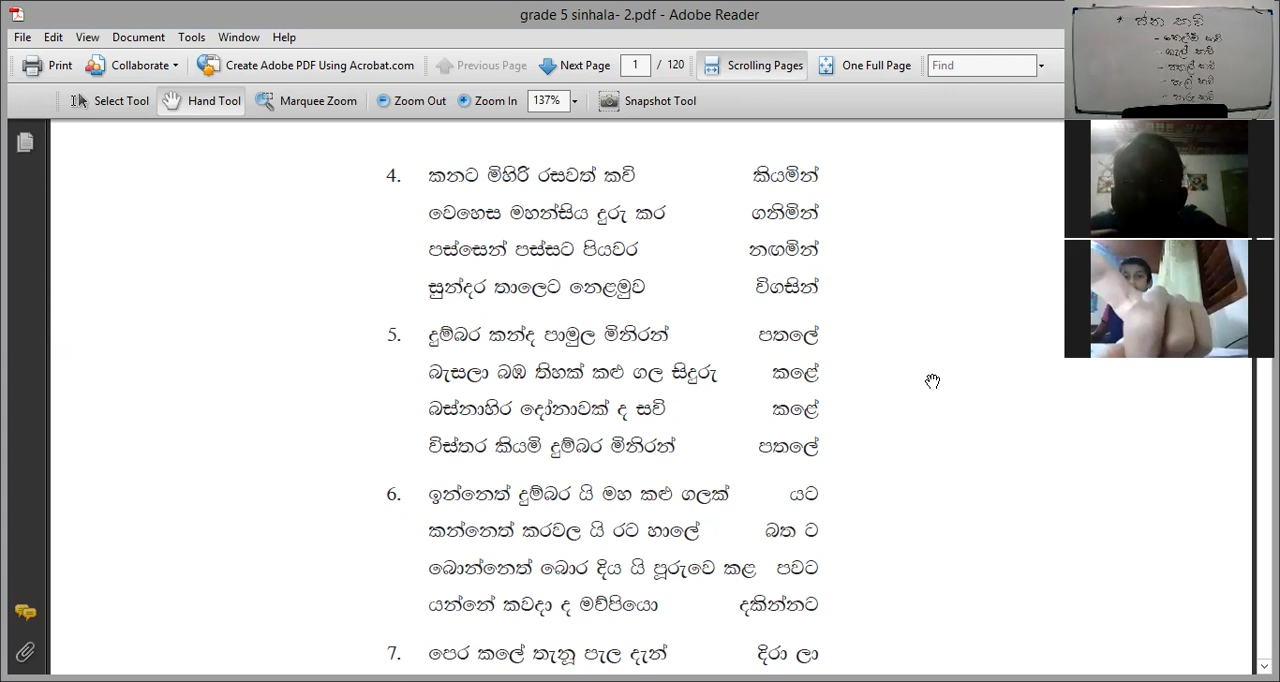 grade 5 sinhala- 2.pdf - Adobe Reader
File Edit View Document Tools Window Help
Print Collaborate Create Adobe PDF Using Acrobat.com Previous Page Next Page 1 / 120 Scrolling Pages One Full Page Find
Select Tool Hand Tool Marquee Zoom Zoom Out Zoom In 137% Snapshot Tool
4. කනට මිහිරි රසවත් කවි කියමින්
වෙහෙස මහන්සිය දුරු කර ගනිමින්
පස්සෙන් පස්සට පියවර නඟමින්
සුන්දර තාලෙට නෙළමුව විගසින්
5. දුම්බර කන්ද පාමුල මිනිරන් පතලේ
බැසලා බඹ තිහක් කළු ගල සිදුරු කළේ
බස්නාහිර දෝනාවක් ද සවි කළේ
විස්තර කියමි දුම්බර මිනිරන් පතලේ
6. ඉන්නෙත් දුම්බර යි මහ කළු ගලක් යට
කන්නෙත් කරවල යි රට හාලේ බත ට
බොන්නෙත් බොර දිය යි පූරුවෙ කළ පවට
යන්නේ කවදා ද මව්පියො දකින්නට
7. පෙර කලේ තැනූ පැල දැන් දිරා ලා